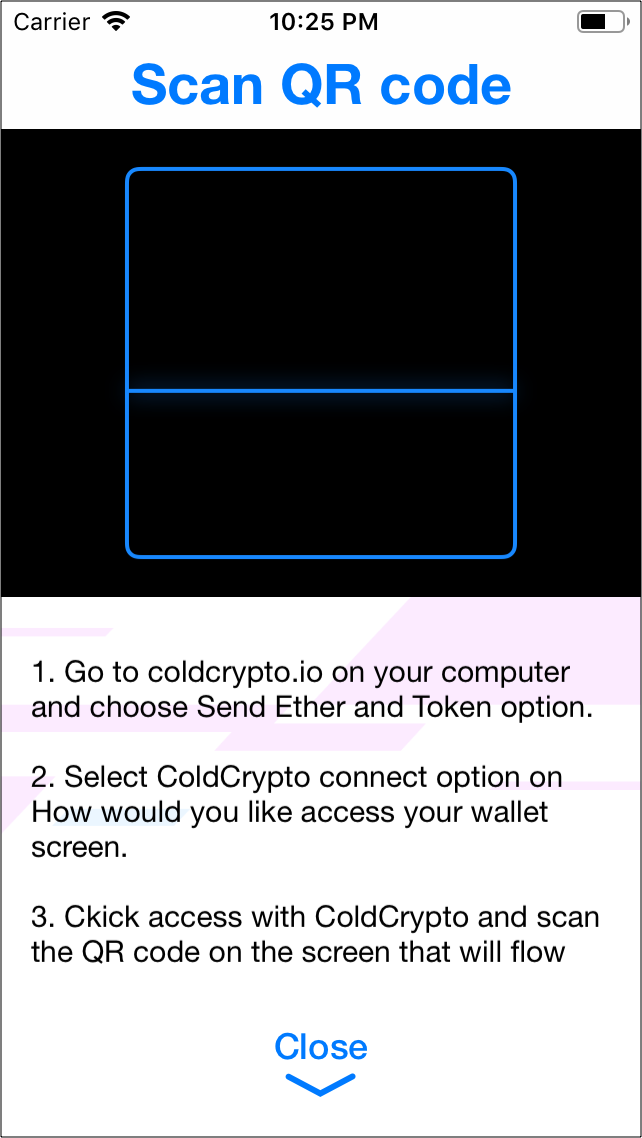 Carrier 10:25 PM
Scan QR code
1. Go to coldcrypto.io on your computer
and choose Send Ether and Token option.
2. Select ColdCrypto connect option on
How would you like access your wallet
screen.
3. Ckick access with ColdCrypto and scan
the QR code on the screen that will flow
Close